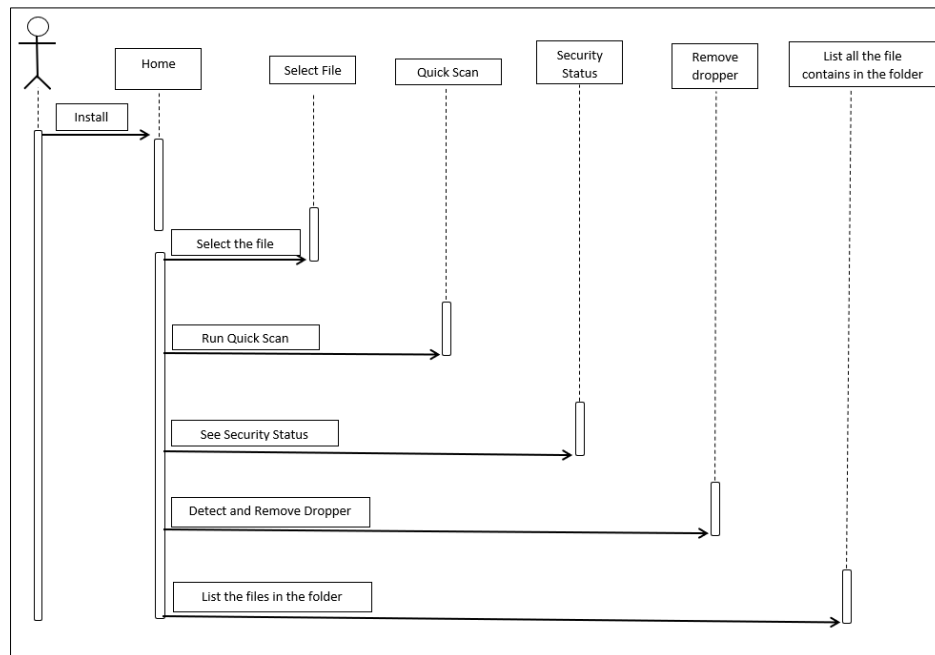 Home
Select File
Quick Scan
Security
Status
Remove
dropper
List all the file
contains in the folder
Install
Select the file
Run Quick Scan
See Security Status
Detect and Remove Dropper
List the files in the folder